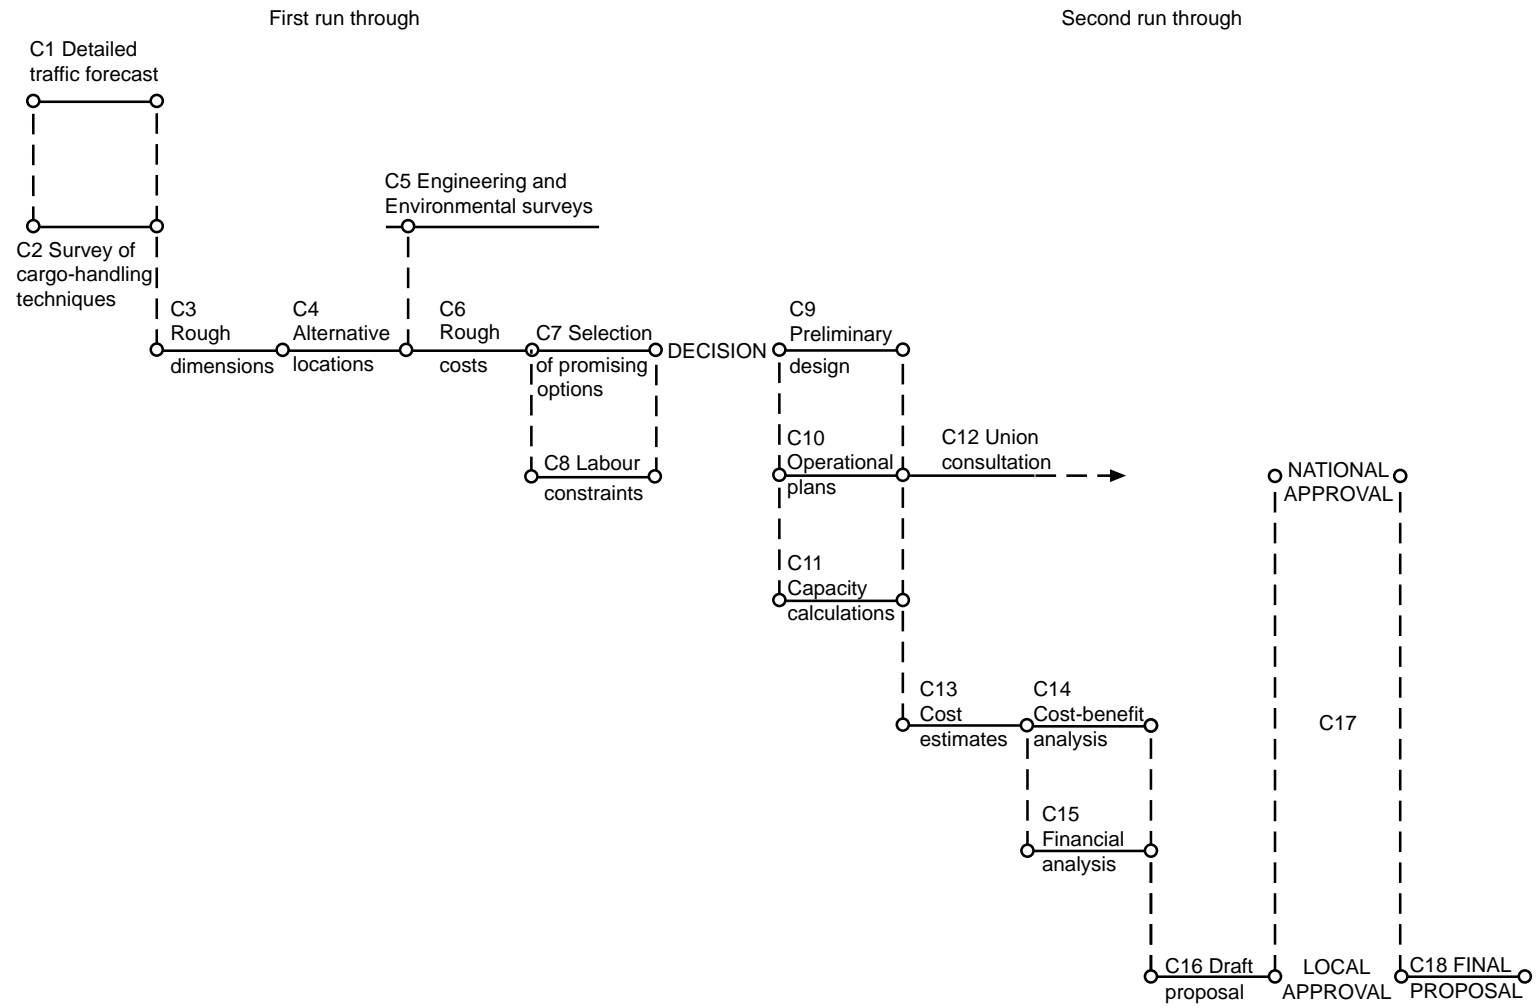 First run through
Second run through
C1 Detailed
traffic forecast
C5 Engineering and
Environmental surveys
C2 Survey of
cargo-handling
techniques
C3
Rough
dimensions
C4
Alternative
locations
C6
Rough
costs
C7 Selection
of promising
options
DECISION
C9
Preliminary
design
C8 Labour
constraints
C10
Operational
plans
C12 Union
consultation
NATIONAL
APPROVAL
C11
Capacity
calculations
C13
Cost
estimates
C14
Cost-benefit
analysis
C17
C15
Financial
analysis
C16 Draft
proposal
LOCAL
APPROVAL
C18 FINAL
PROPOSAL